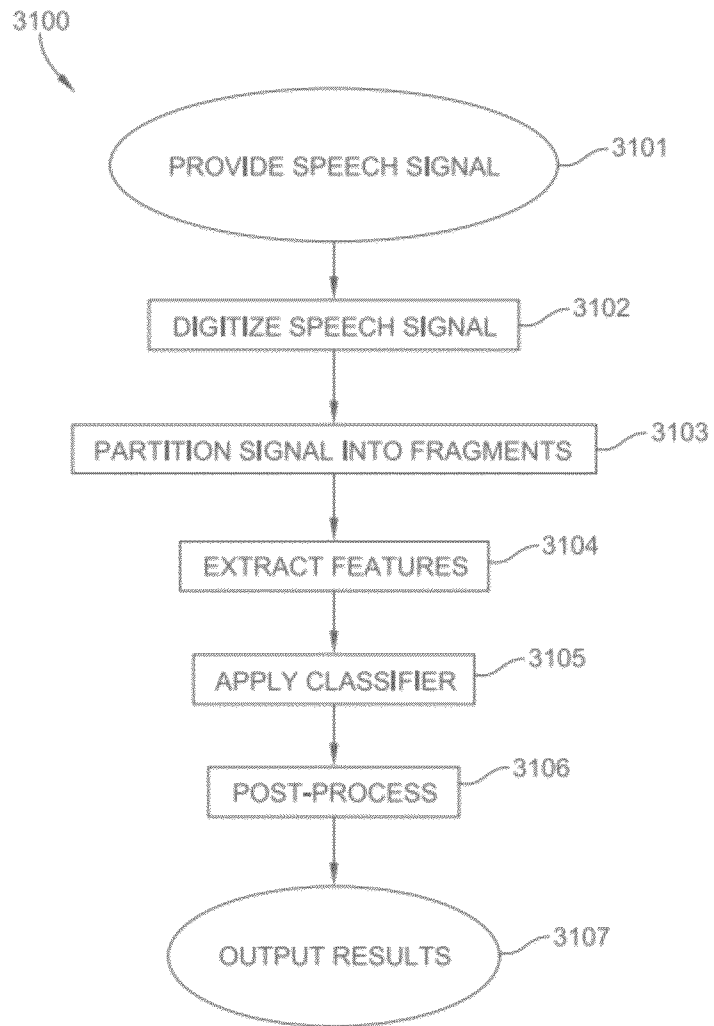 3100
PROVIDE SPEECH SIGNAL
3101
DIGITIZE SPEECH SIGNAL
3102
PARTITION SIGNAL INTO FRAGMENTS
3103
EXTRACT FEATURES
3104
APPLY CLASSIFIER
3105
POST-PROCESS
3106
OUTPUT RESULTS
3107